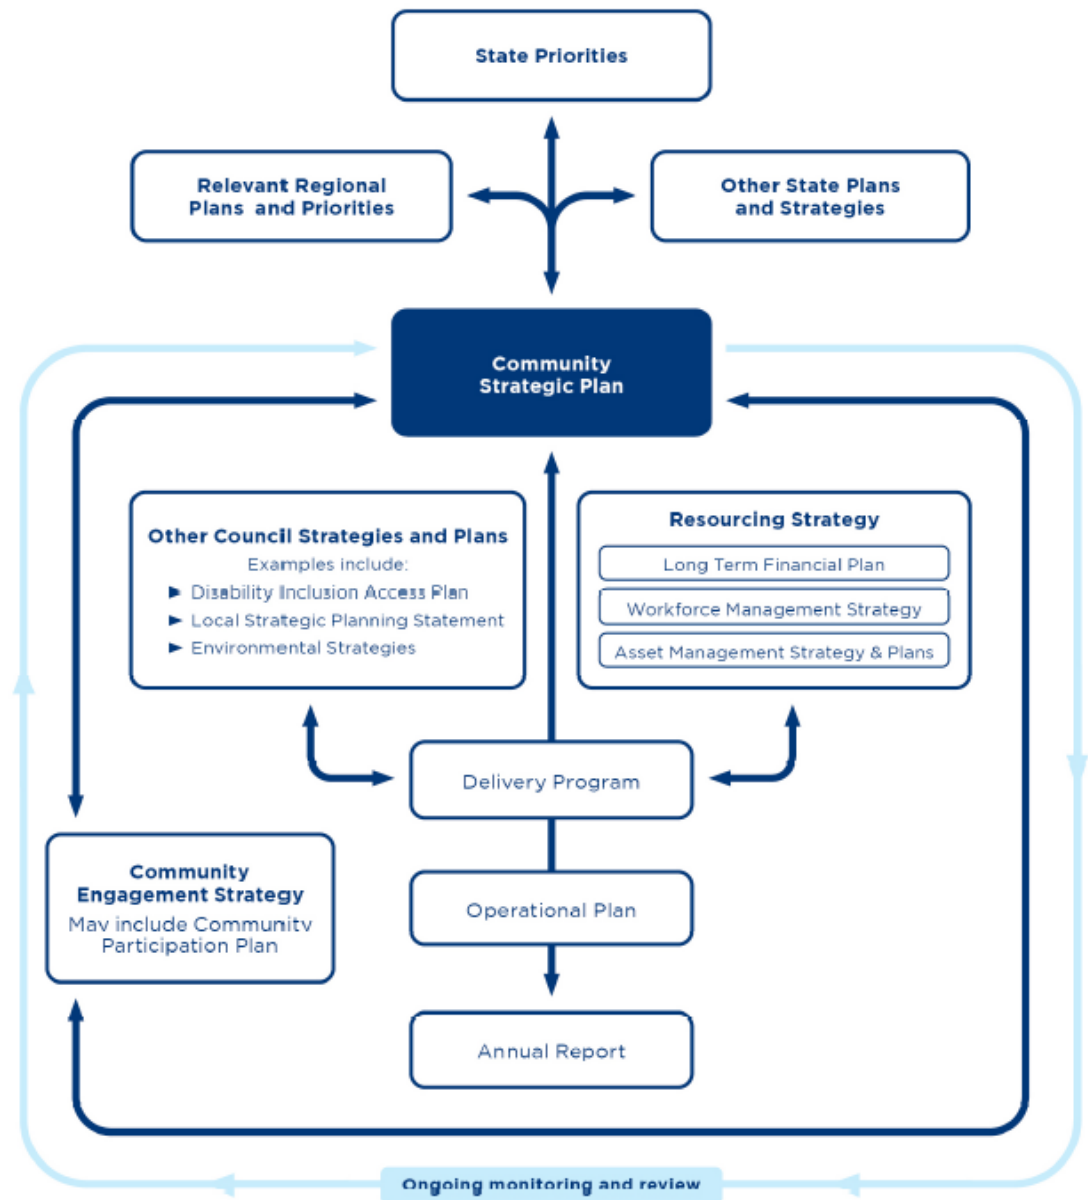 State Priorities
Relevant Regional
Plans and Priorities
Other State Plans
and Strategies
Community
Strategic Plan
Other Council Strategies and Plans
Examples include:
Disability Inclusion Access Plan
Local Strategic Planning Statement
Environmental Strategies
Resourcing Strategy
Long Term Financial Plan
Workforce Management Strategy
Asset Management Strategy & Plans
Delivery Program
Community
Engagement Strategy
May include Community
Participation Plan
Operational Plan
Annual Report
Ongoing monitoring and review